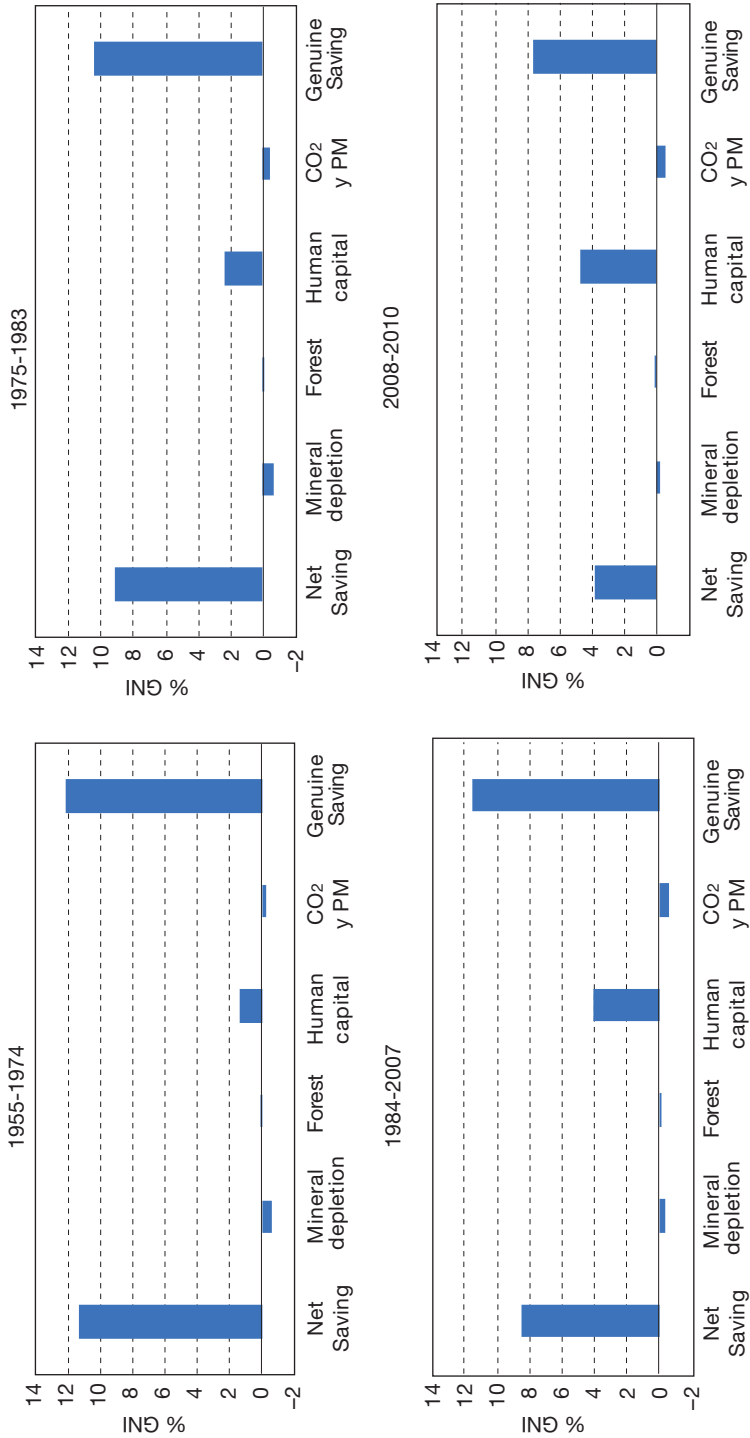 1955-1974
% GNI
14
12
10
8
6
4
2
0
−2
Net
Saving
Mineral
depletion
Forest
Human
capital
CO2
y PM
Genuine
Saving
1975-1983
% GNI
14
12
10
8
6
4
2
0
−2
Net
Saving
Mineral
depletion
Forest
Human
capital
CO2
y PM
Genuine
Saving
1984-2007
% GNI
14
12
10
8
6
4
2
0
−2
Net
Saving
Mineral
depletion
Forest
Human
capital
CO2
y PM
Genuine
Saving
2008-2010
% GNI
14
12
10
8
6
4
2
0
−2
Net
Saving
Mineral
depletion
Forest
Human
capital
CO2
y PM
Genuine
Saving